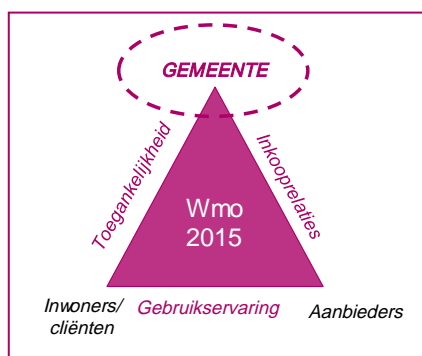 GEMEENTE
Toegankelijkheid
Inkooprelaties
Wmo
2015
Inwoners/
cliënten
Gebruikservaring
Aanbieders